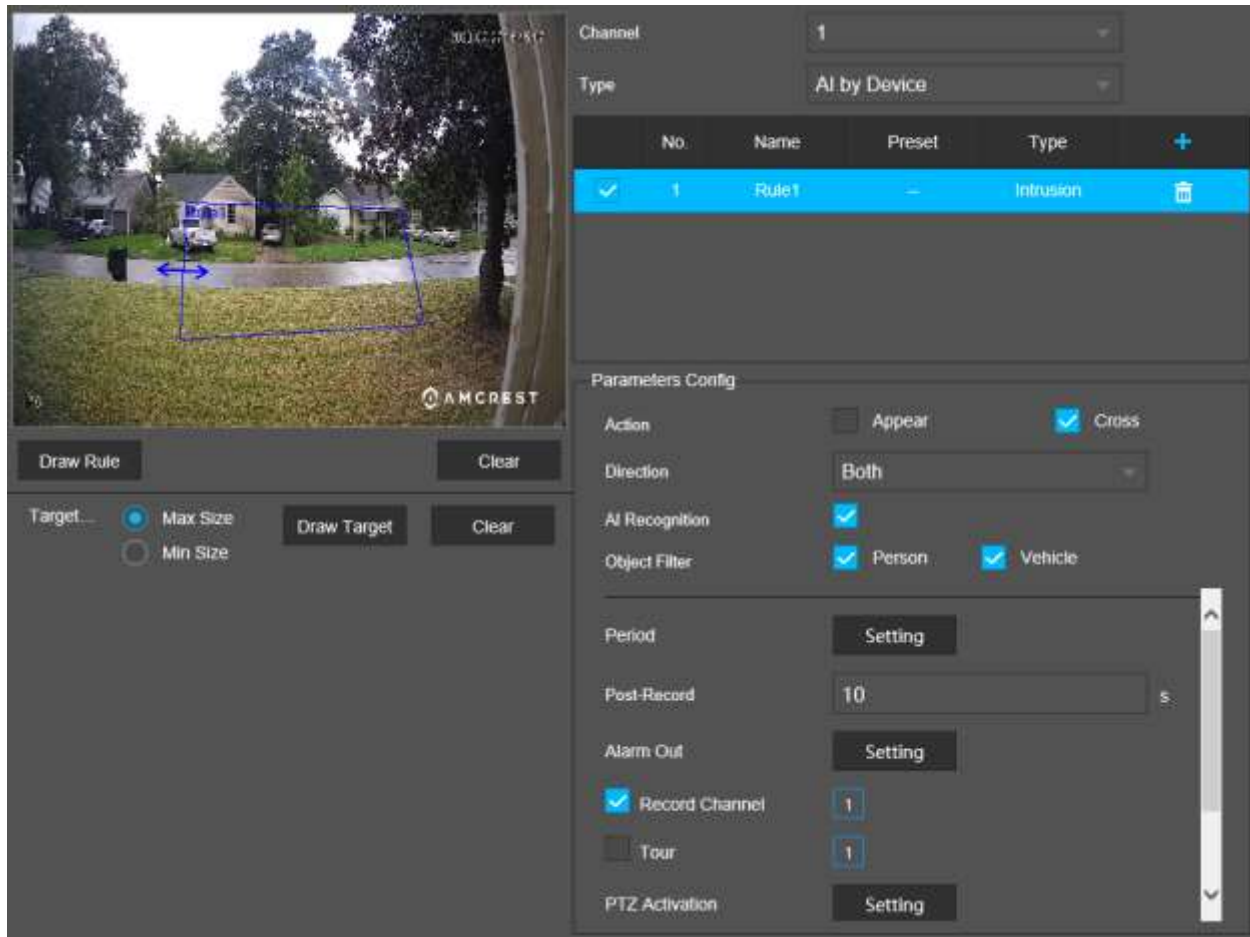 Channel 1
Type AI by Device
No. Name Preset Type +
1 Rule1 -- Intrusion
AMCREST
Draw Rule Clear
Target... Max Size Draw Target Clear
Min Size
Parameters Config
Action Appear Cross
Direction Both
AI Recognition
Object Filter Person Vehicle
Period Setting
Post-Record 10 s
Alarm Out Setting
Record Channel 1
Tour 1
PTZ Activation Setting